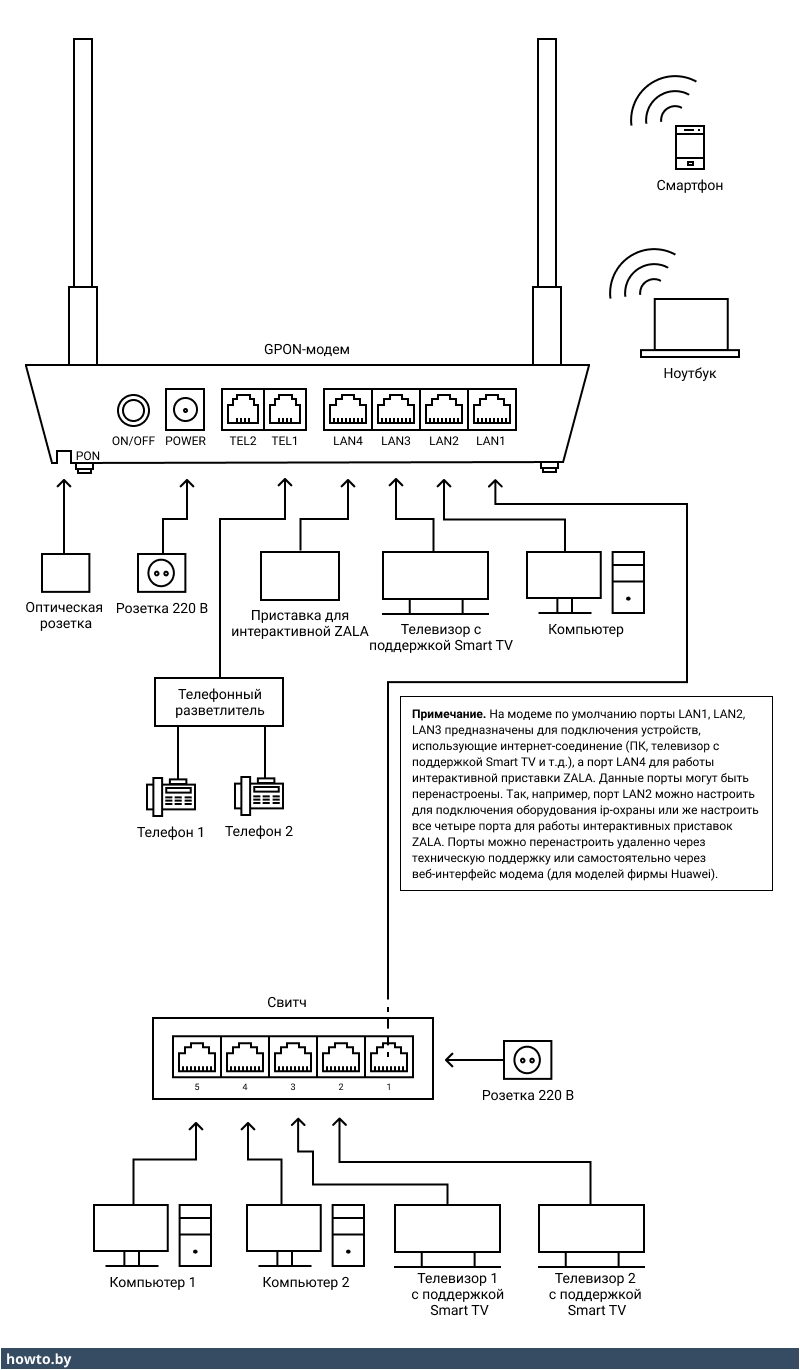 Смартфон
Ноутбук
GPON-модем
ON/OFF
POWER
TEL2
TEL1
LAN4
LAN3
LAN2
LAN1
PON
Оптическая
розетка
Розетка 220 В
Приставка для
интерактивной ZALA
Телевизор с
поддержкой Smart TV
Компьютер
Телефонный
разветлитель
Телефон 1
Телефон 2
Примечание. На модеме по умолчанию порты LAN1, LAN2,
LAN3 предназначены для подключения устройств,
использующие интернет-соединение (ПК, телевизор с
поддержкой Smart TV и т.д.), а порт LAN4 для работы
интерактивной приставки ZALA. Данные порты могут быть
перенастроены. Так, например, порт LAN2 можно настроить
для подключения оборудования ip-охраны или же настроить
все четыре порта для работы интерактивных приставок
ZALA. Порты можно перенастроить удаленно через
техническую поддержку или самостоятельно через
веб-интерфейс модема (для моделей фирмы Huawei).
Свитч
5
4
3
2
1
Розетка 220 В
Компьютер 1
Компьютер 2
Телевизор 1
с поддержкой
Smart TV
Телевизор 2
с поддержкой
Smart TV
howto.by